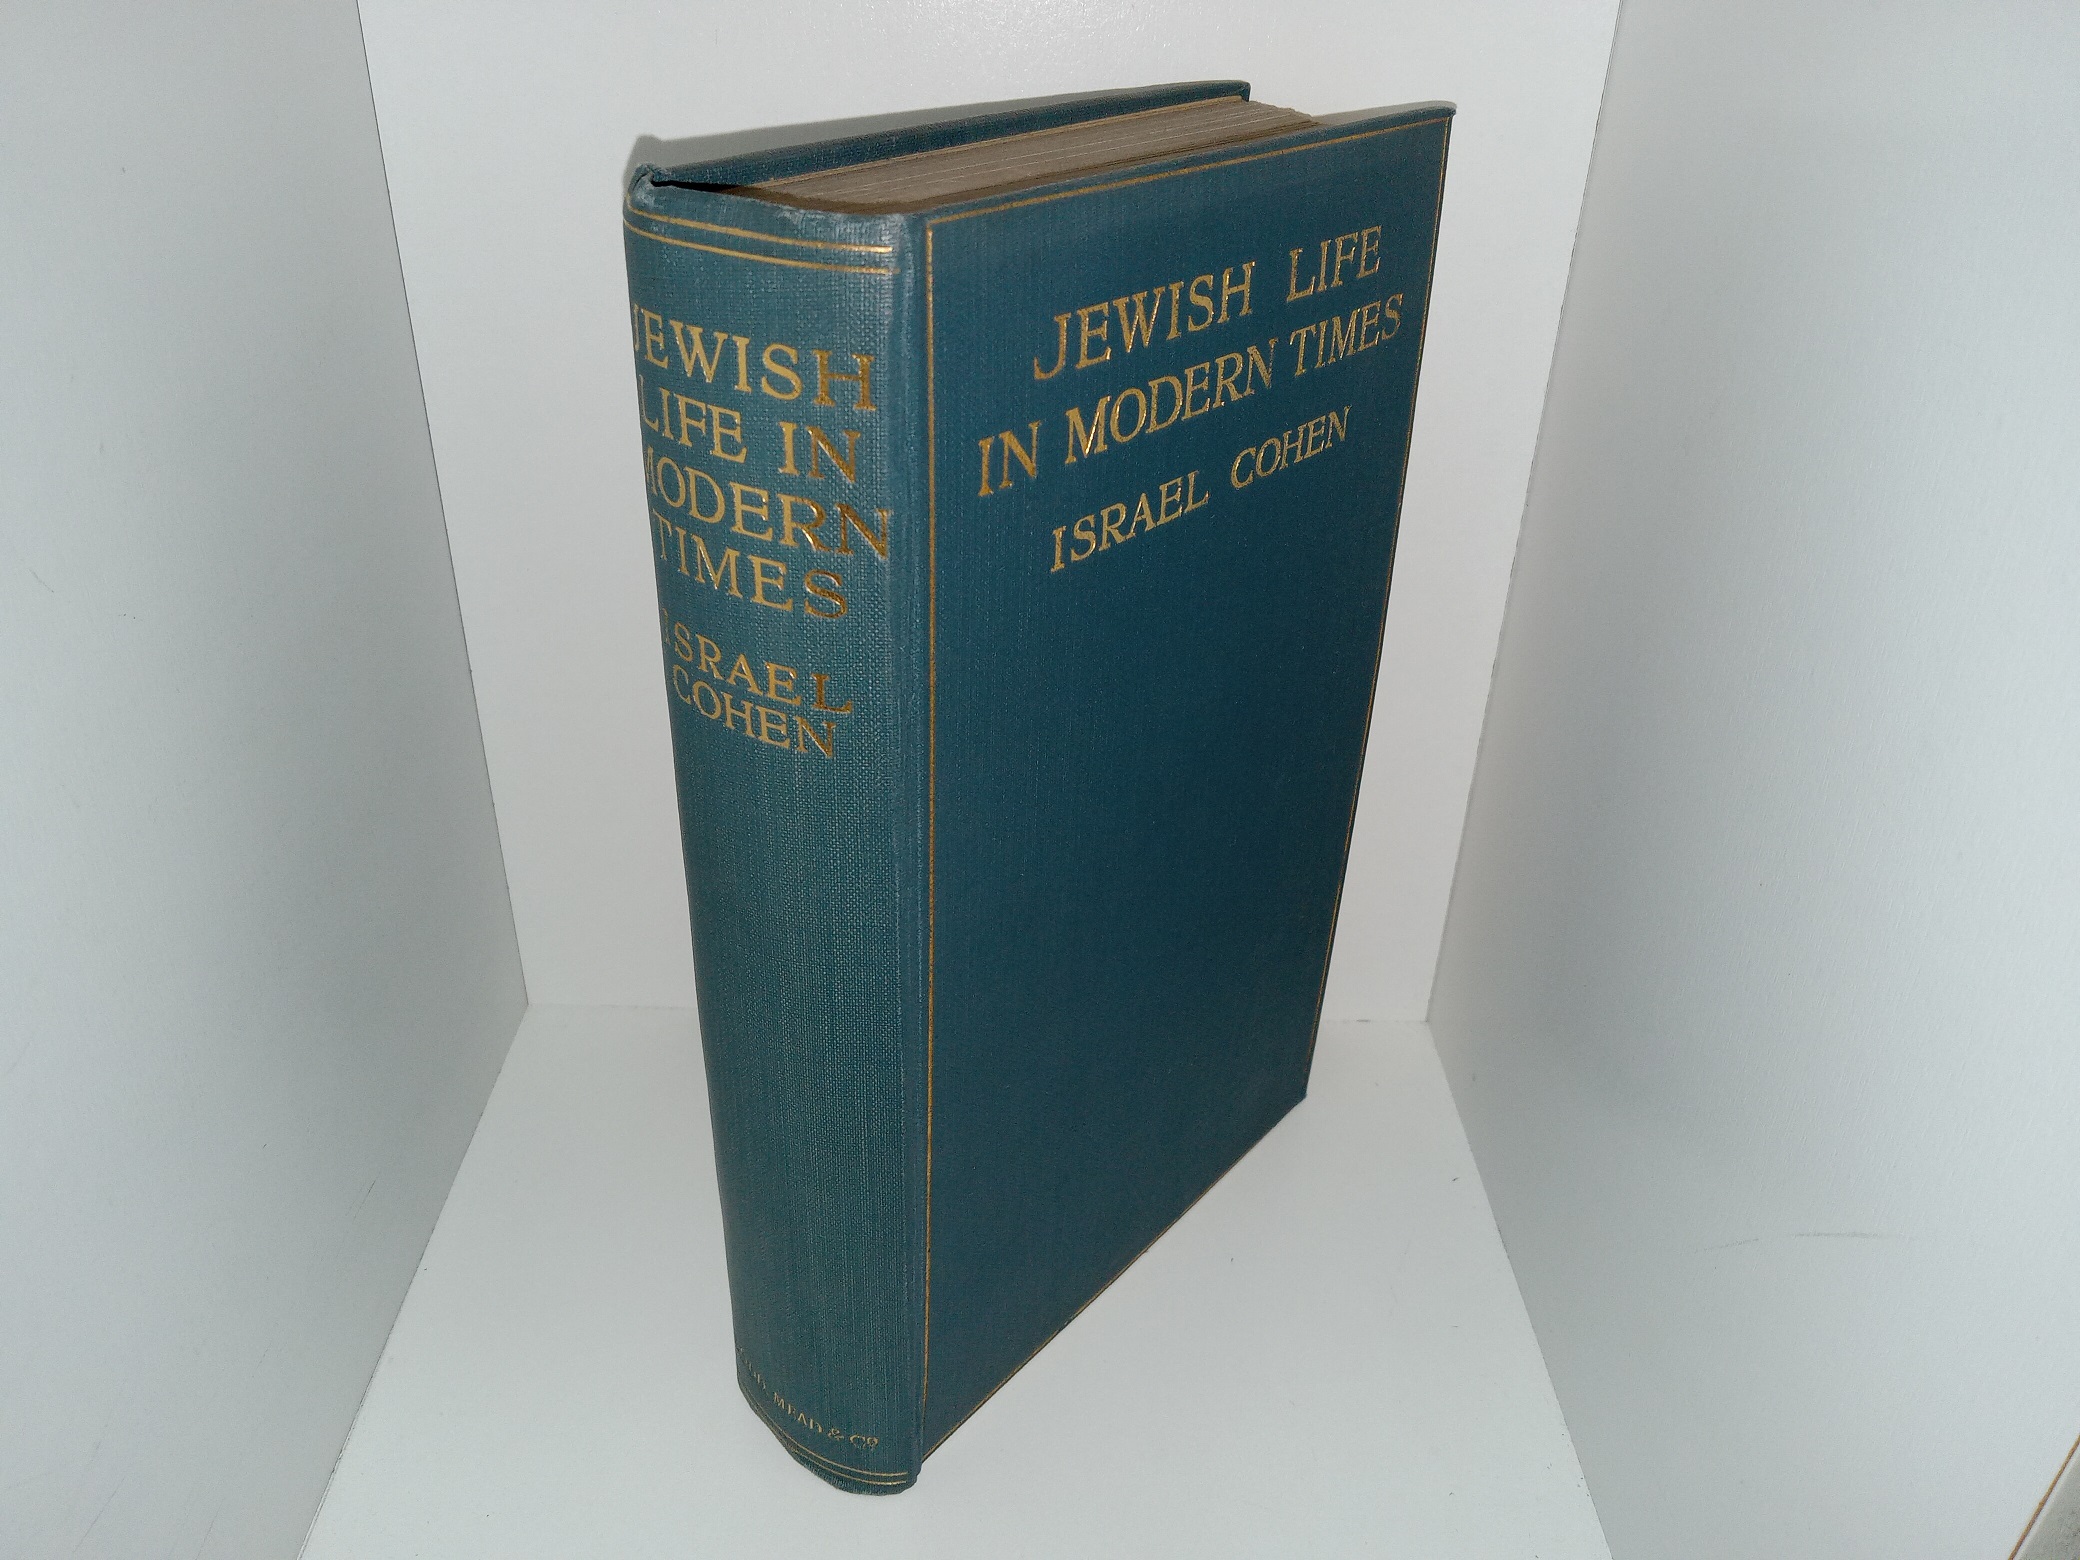 JEWISH
LIFE IN
MODERN
TIMES
ISRAEL
COHEN
MEAD & Co
JEWISH LIFE
IN MODERN TIMES
ISRAEL COHEN